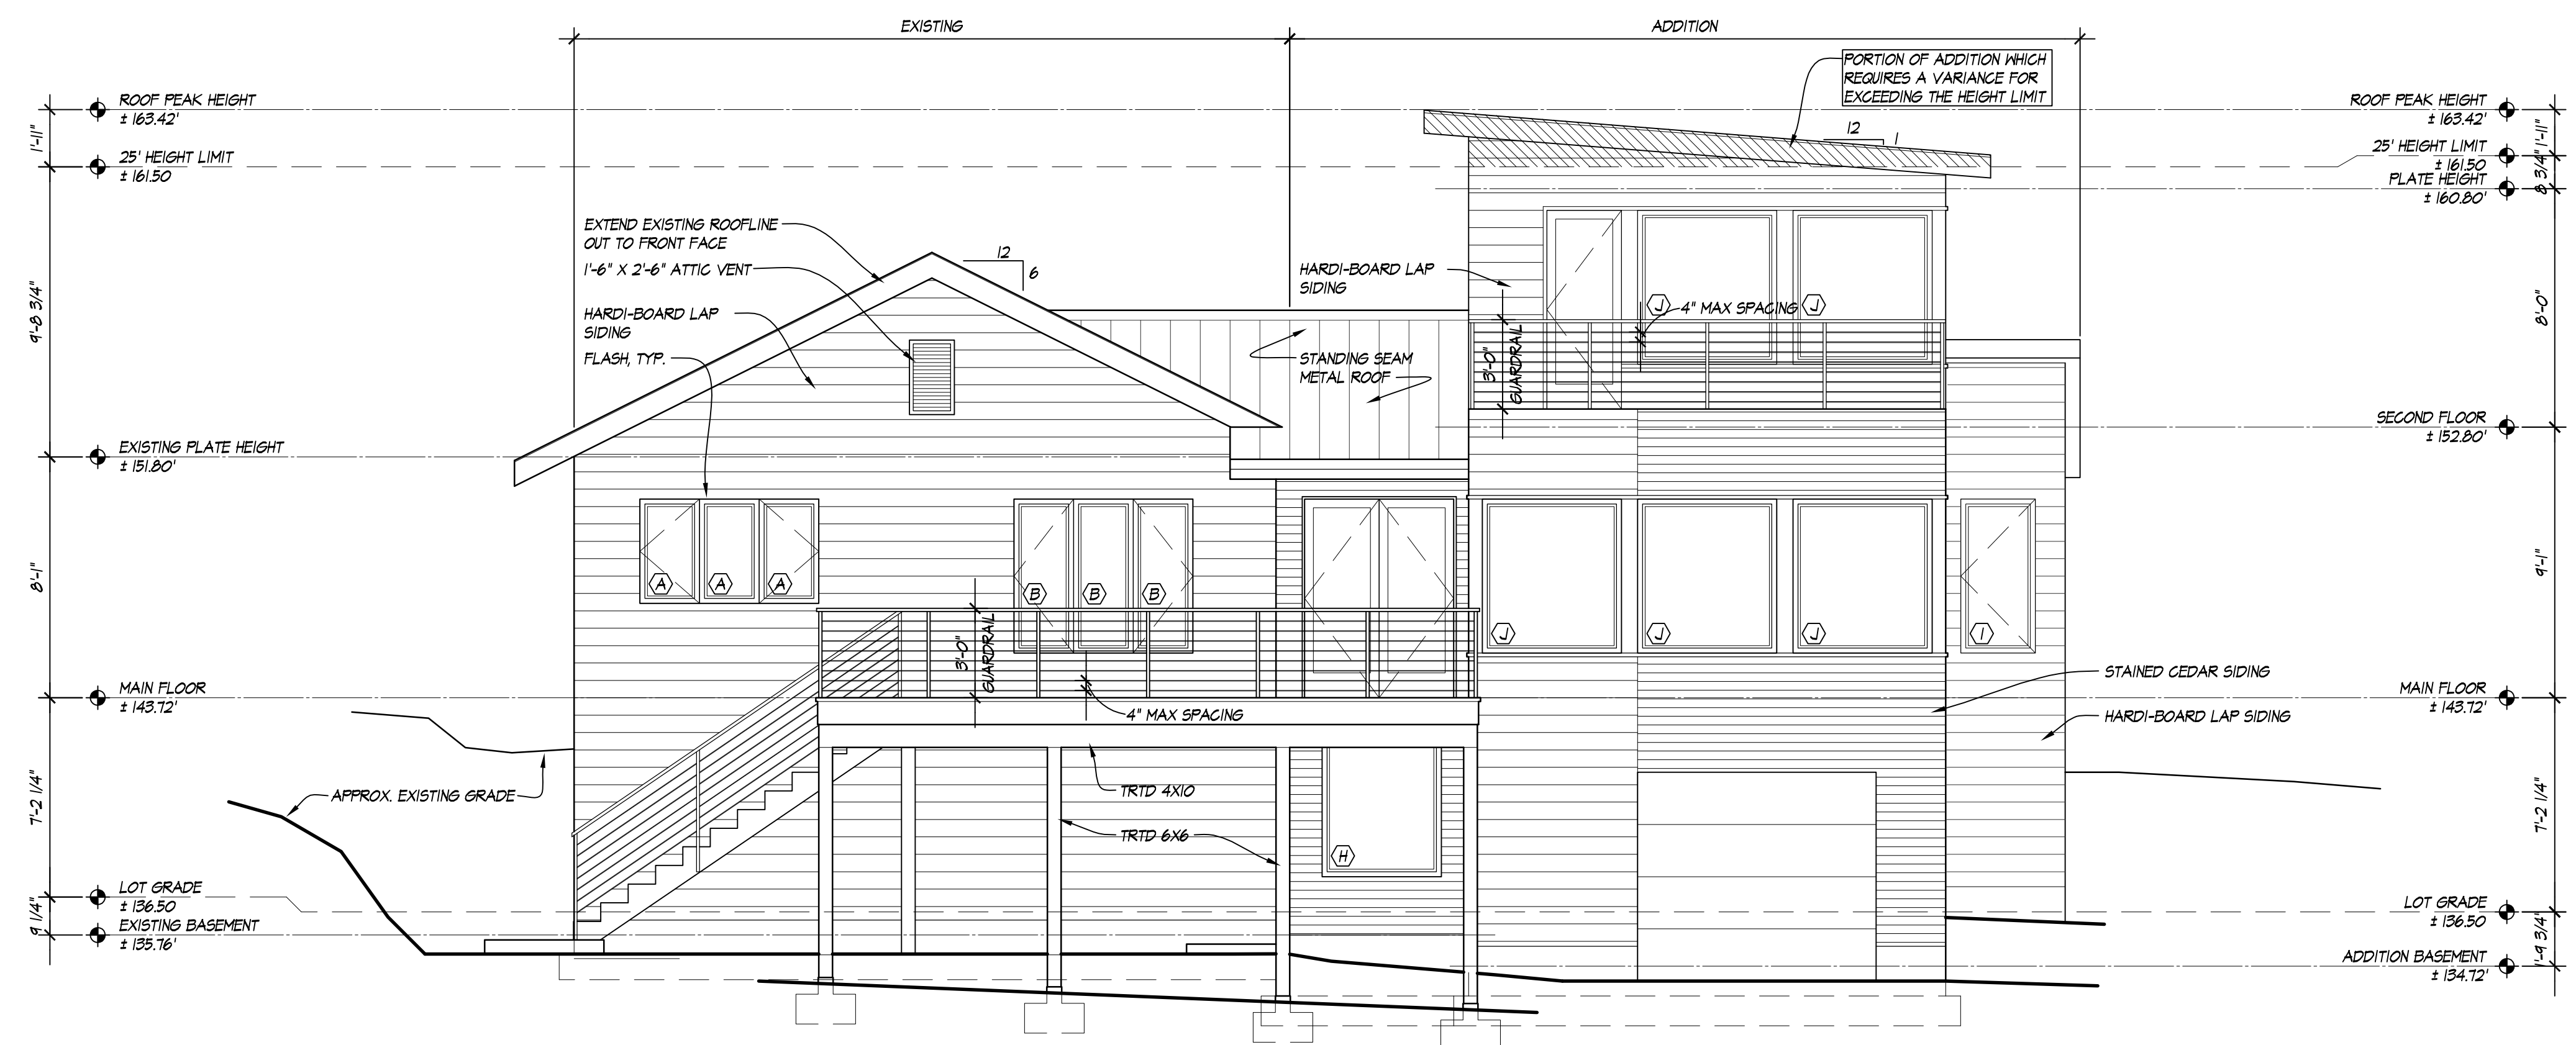 EXISTING
ADDITION
PORTION OF ADDITION WHICH
REQUIRES A VARIANCE FOR
EXCEEDING THE HEIGHT LIMIT
ROOF PEAK HEIGHT
± 163.42'
1'-11"
25' HEIGHT LIMIT
± 161.50
9'-8 3/4"
EXISTING PLATE HEIGHT
± 151.80'
8'-1"
MAIN FLOOR
± 143.72'
7'-2 1/4"
LOT GRADE
± 136.50
9 1/4"
EXISTING BASEMENT
± 135.76'
EXTEND EXISTING ROOFLINE
OUT TO FRONT FACE
1'-6" X 2'-6" ATTIC VENT
HARDI-BOARD LAP
SIDING
FLASH, TYP.
12
6
A
A
A
B
B
B
3'-0"
GUARDRAIL
4" MAX SPACING
APPROX. EXISTING GRADE
TRTD 4X10
TRTD 6X6
H
HARDI-BOARD LAP
SIDING
STANDING SEAM
METAL ROOF
12
1
J
J
4" MAX SPACING
3'-0"
GUARDRAIL
J
J
J
I
STAINED CEDAR SIDING
HARDI-BOARD LAP SIDING
ROOF PEAK HEIGHT
± 163.42'
1'-11"
25' HEIGHT LIMIT
± 161.50
8 3/4"
PLATE HEIGHT
± 160.80'
8'-0"
SECOND FLOOR
± 152.80'
9'-1"
MAIN FLOOR
± 143.72'
7'-2 1/4"
LOT GRADE
± 136.50
1'-9 3/4"
ADDITION BASEMENT
± 134.72'